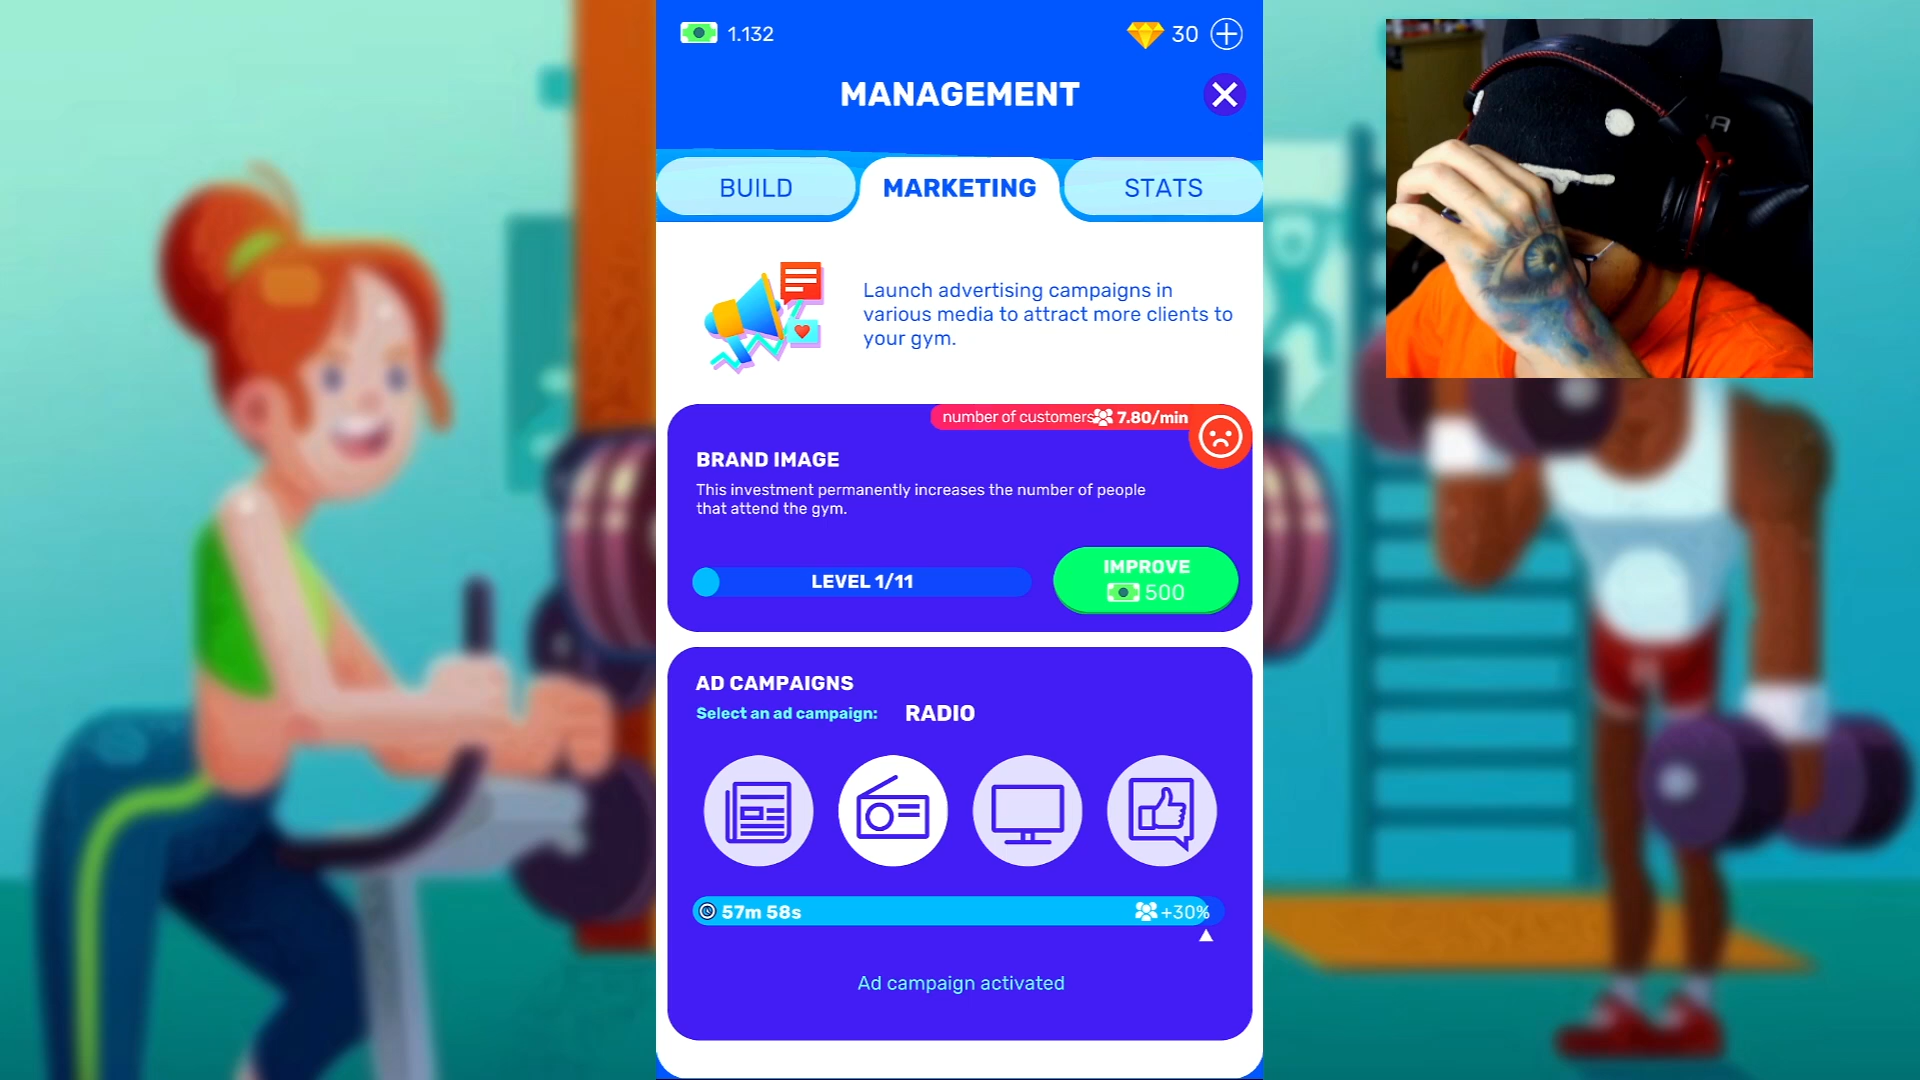 1.132
30
MANAGEMENT
BUILD
MARKETING
STATS
Launch advertising campaigns in
various media to attract more clients to
your gym.
number of customers 7.80/min
BRAND IMAGE
This investment permanently increases the number of people
that attend the gym.
LEVEL 1/11
IMPROVE
500
AD CAMPAIGNS
Select an ad campaign: RADIO
57m 58s
+30%
Ad campaign activated